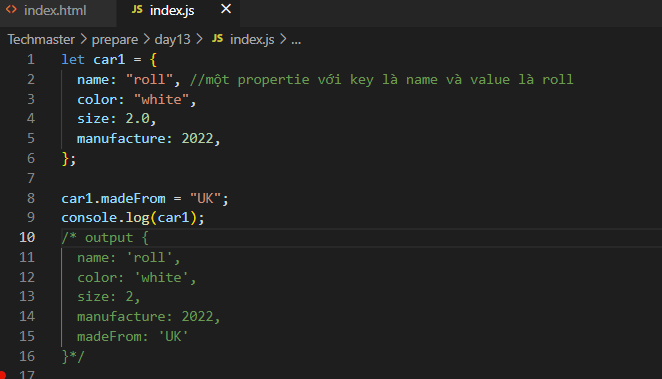 index.html JS index.js ×
Techmaster > prepare > day13 > JS index.js > ...
1 let car1 = {
2 name: "roll", //một propertie với key là name và value là roll
3 color: "white",
4 size: 2.0,
5 manufacture: 2022,
6 };
7
8 car1.madeFrom = "UK";
9 console.log(car1);
10 /* output {
11 name: 'roll',
12 color: 'white',
13 size: 2,
14 manufacture: 2022,
15 madeFrom: 'UK'
16 }*/
17